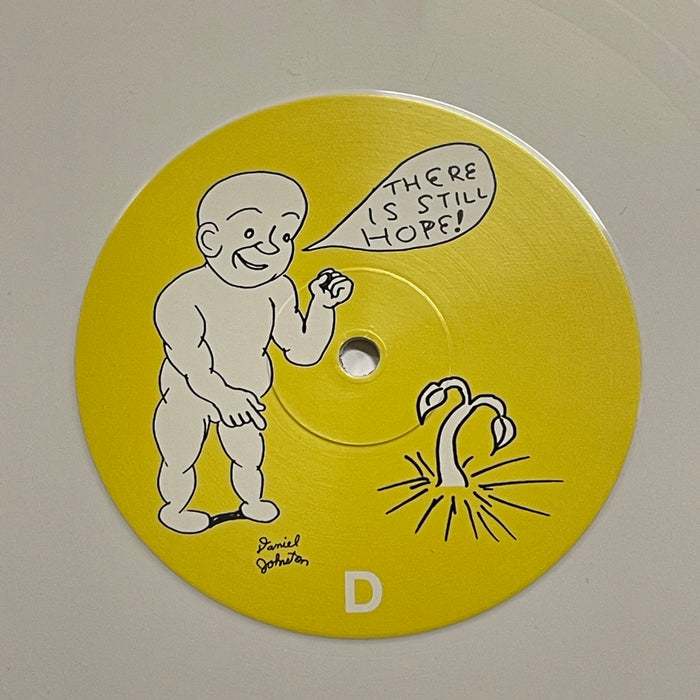 THERE
IS STILL
HOPE!
Daniel
Johnston
D